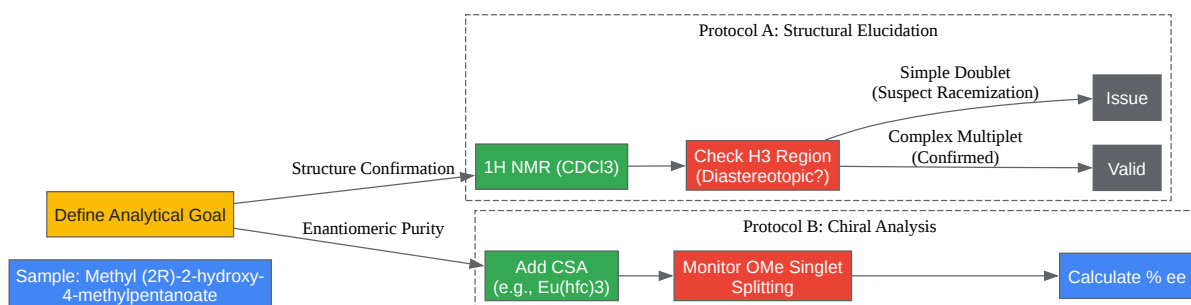 Protocol A: Structural Elucidation
Simple Doublet
(Suspect Racemization)
Issue
Complex Multiplet
(Confirmed)
Valid
1H NMR (CDCl3)
Check H3 Region
(Diastereotopic?)
Structure Confirmation
Define Analytical Goal
Enantiomeric Purity
Sample: Methyl (2R)-2-hydroxy-
4-methylpentanoate
Protocol B: Chiral Analysis
Add CSA
(e.g., Eu(hfc)3)
Monitor OMe Singlet
Splitting
Calculate % ee